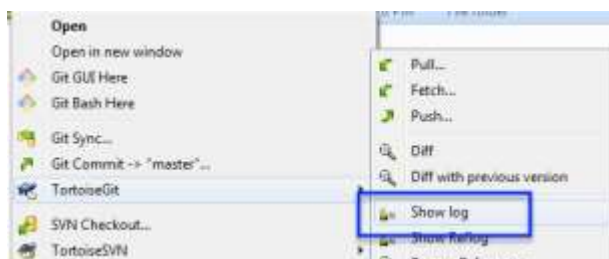 Open
Open in new window
Git GUI Here
Git Bash Here
Git Sync...
Git Commit -> "master"...
TortoiseGit
SVN Checkout...
TortoiseSVN
Pull...
Fetch...
Push...
Diff
Diff with previous version
Show log
Show Reflog